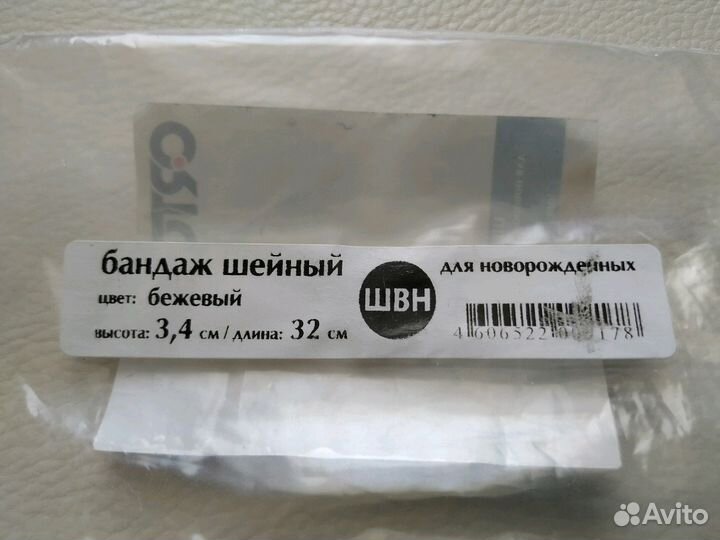 бандаж шейный
цвет: бежевый
высота: 3,4 см / длина: 32 см
ШВН
для новорожденных
Avito